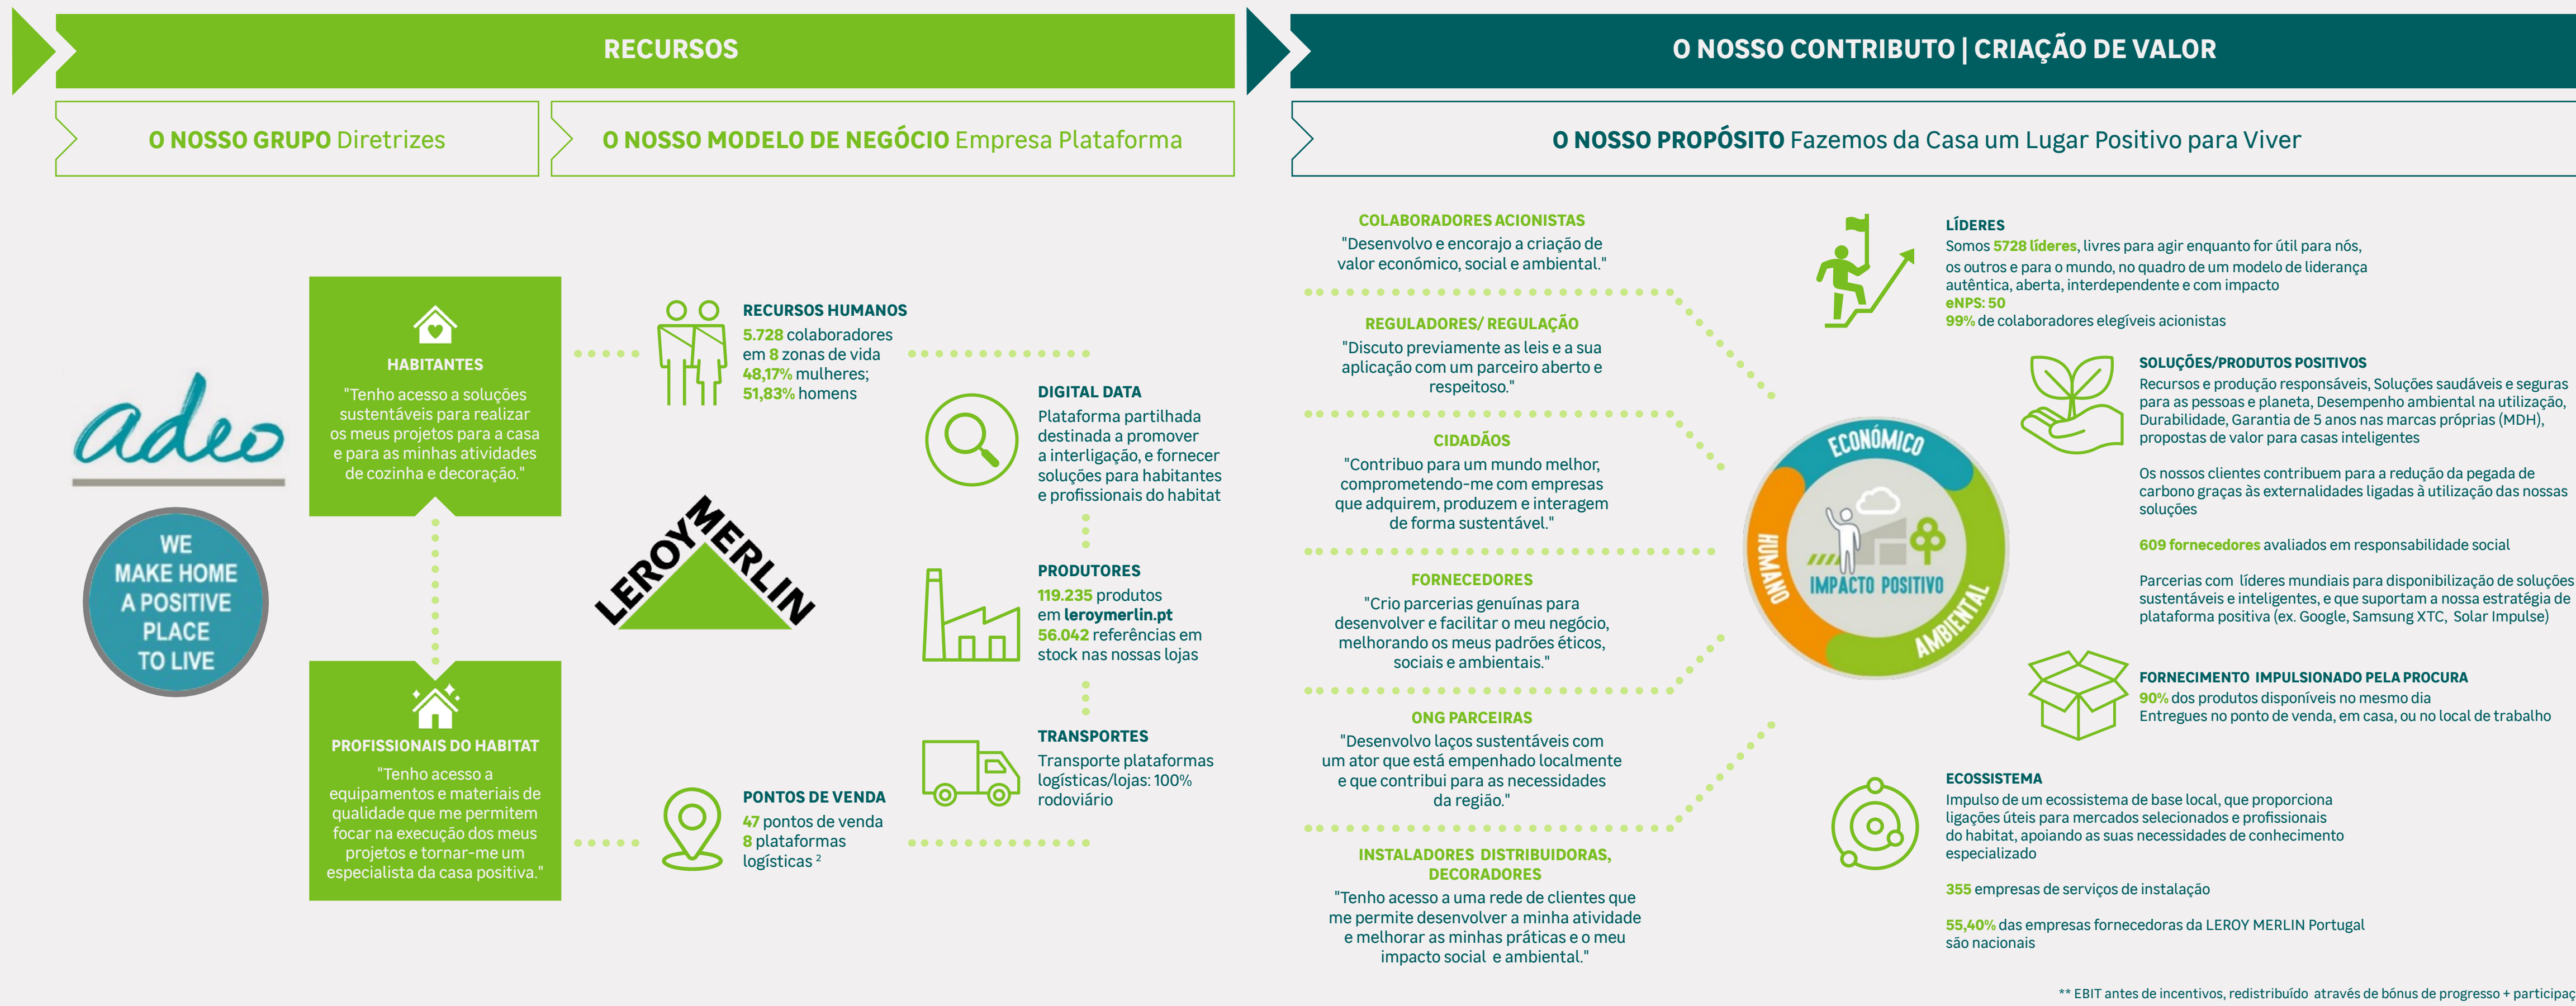 RECURSOS
O NOSSO GRUPO Diretrizes
O NOSSO MODELO DE NEGÓCIO Empresa Plataforma
adeo
WE
MAKE HOME
A POSITIVE
PLACE
TO LIVE
HABITANTES
"Tenho acesso a soluções
sustentáveis para realizar
os meus projetos para a casa
e para as minhas atividades
de cozinha e decoração."
PROFISSIONAIS DO HABITAT
"Tenho acesso a
equipamentos e materiais de
qualidade que me permitem
focar na execução dos meus
projetos e tornar-me um
especialista da casa positiva."
RECURSOS HUMANOS
5.728 colaboradores
em 8 zonas de vida
48,17% mulheres;
51,83% homens
LEROY MERLIN
PONTOS DE VENDA
47 pontos de venda
8 plataformas
logísticas 2
DIGITAL DATA
Plataforma partilhada
destinada a promover
a interligação, e fornecer
soluções para habitantes
e profissionais do habitat
PRODUTORES
119.235 produtos
em leroymerlin.pt
56.042 referências em
stock nas nossas lojas
TRANSPORTES
Transporte plataformas
logísticas/lojas: 100%
rodoviário
O NOSSO CONTRIBUTO | CRIAÇÃO DE VALOR
O NOSSO PROPÓSITO Fazemos da Casa um Lugar Positivo para Viver
COLABORADORES ACIONISTAS
"Desenvolvo e encorajo a criação de
valor económico, social e ambiental."
REGULADORES/ REGULAÇÃO
"Discuto previamente as leis e a sua
aplicação com um parceiro aberto e
respeitoso."
CIDADÃOS
"Contribuo para um mundo melhor,
comprometendo-me com empresas
que adquirem, produzem e interagem
de forma sustentável."
FORNECEDORES
"Crio parcerias genuínas para
desenvolver e facilitar o meu negócio,
melhorando os meus padrões éticos,
sociais e ambientais."
ONG PARCEIRAS
"Desenvolvo laços sustentáveis com
um ator que está empenhado localmente
e que contribui para as necessidades
da região."
INSTALADORES DISTRIBUIDORAS,
DECORADORES
"Tenho acesso a uma rede de clientes que
me permite desenvolver a minha atividade
e melhorar as minhas práticas e o meu
impacto social e ambiental."
ECONÓMICO
HUMANO
AMBIENTAL
IMPACTO POSITIVO
LÍDERES
Somos 5728 líderes, livres para agir enquanto for útil para nós,
os outros e para o mundo, no quadro de um modelo de liderança
autêntica, aberta, interdependente e com impacto
eNPS: 50
99% de colaboradores elegíveis acionistas
SOLUÇÕES/PRODUTOS POSITIVOS
Recursos e produção responsáveis, Soluções saudáveis e seguras
para as pessoas e planeta, Desempenho ambiental na utilização,
Durabilidade, Garantia de 5 anos nas marcas próprias (MDH),
propostas de valor para casas inteligentes
Os nossos clientes contribuem para a redução da pegada de
carbono graças às externalidades ligadas à utilização das nossas
soluções
609 fornecedores avaliados em responsabilidade social
Parcerias com líderes mundiais para disponibilização de soluções
sustentáveis e inteligentes, e que suportam a nossa estratégia de
plataforma positiva (ex. Google, Samsung XTC, Solar Impulse)
FORNECIMENTO IMPULSIONADO PELA PROCURA
90% dos produtos disponíveis no mesmo dia
Entregues no ponto de venda, em casa, ou no local de trabalho
ECOSSISTEMA
Impulso de um ecossistema de base local, que proporciona
ligações úteis para mercados selecionados e profissionais
do habitat, apoiando as suas necessidades de conhecimento
especializado
355 empresas de serviços de instalação
55,40% das empresas fornecedoras da LEROY MERLIN Portugal
são nacionais
** EBIT antes de incentivos, redistribuído através de bónus de progresso + participaç